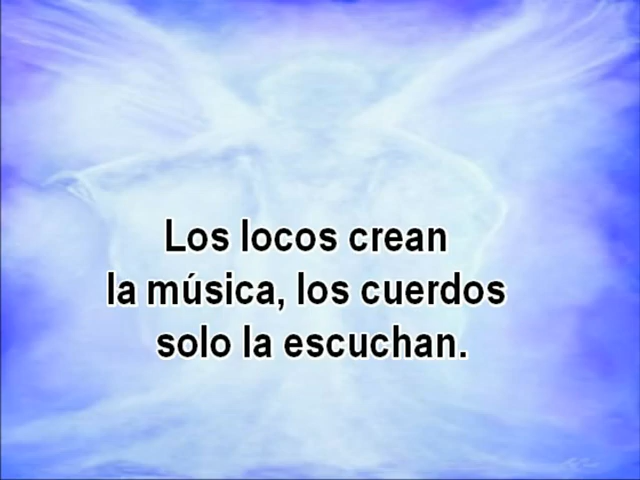 Los locos crean
la música, los cuerdos
solo la escuchan.